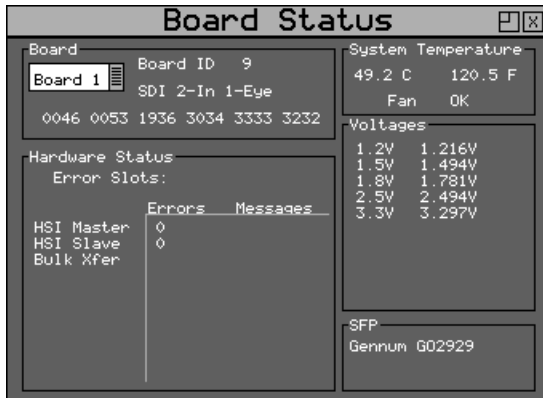 Board Status
Board
Board 1
Board ID 9
SDI 2-In 1-Eye
0046 0053 1936 3034 3333 3232
System Temperature
49.2 C 120.5 F
Fan OK
Voltages
1.2V 1.216V
1.5V 1.494V
1.8V 1.781V
2.5V 2.494V
3.3V 3.297V
Hardware Status
Error Slots:
Errors Messages
HSI Master 0
HSI Slave 0
Bulk Xfer
SFP
Gennum GO2929